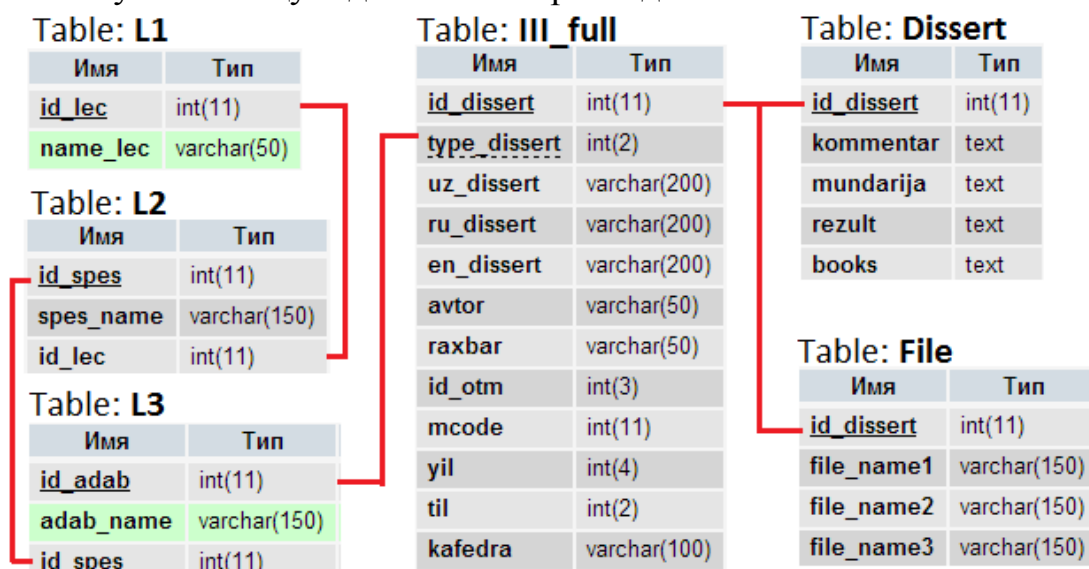 Table: L1
Имя Тип
id_lec int(11)
name_lec varchar(50)
Table: L2
Имя Тип
id_spes int(11)
spes_name varchar(150)
id_lec int(11)
Table: L3
Имя Тип
id_adab int(11)
adab_name varchar(150)
id_spes int(11)
Table: III_full
Имя Тип
id_dissert int(11)
type_dissert int(2)
uz_dissert varchar(200)
ru_dissert varchar(200)
en_dissert varchar(200)
avtor varchar(50)
raxbar varchar(50)
id_otm int(3)
mcode int(11)
yil int(4)
til int(2)
kafedra varchar(100)
Table: Dissert
Имя Тип
id_dissert int(11)
kommentar text
mundarija text
rezult text
books text
Table: File
Имя Тип
id_dissert int(11)
file_name1 varchar(150)
file_name2 varchar(150)
file_name3 varchar(150)